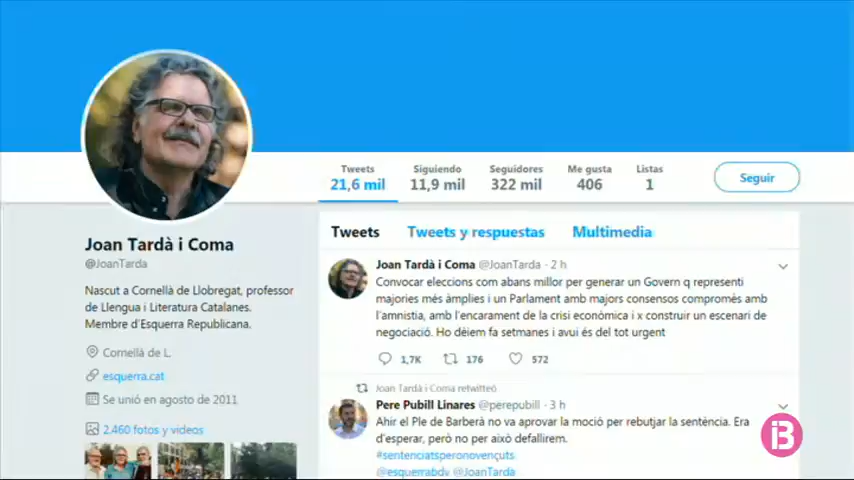 Tweets
21,6 mil
Siguiendo
11,9 mil
Seguidores
322 mil
Me gusta
406
Listas
1
Seguir
Joan Tardà i Coma
@JoanTarda
Nascut a Cornellà de Llobregat, professor
de Llengua i Literatura Catalanes.
Membre d'Esquerra Republicana.
Cornellà de L.
esquerra.cat
Se unió en agosto de 2011
2.460 fotos y videos
Tweets Tweets y respuestas Multimedia
Joan Tardà i Coma @JoanTarda · 2 h
Convocar eleccions com abans millor per generar un Govern q representi
majories més àmplies i un Parlament amb majors consensos compromès amb
l'amnistia, amb l'encarament de la crisi econòmica i x construir un escenari de
negociació. Ho dèiem fa setmanes i avui és del tot urgent
1,7K 176 572
Joan Tardà i Coma retwitteó
Pere Pubill Linares @perepubill · 3 h
Ahir el Ple de Barberà no va aprovar la moció per rebutjar la sentència. Era
d'esperar, però no per això defallirem.
#sentenciatsperonovençuts
@esquerrabdv @JoanTarda